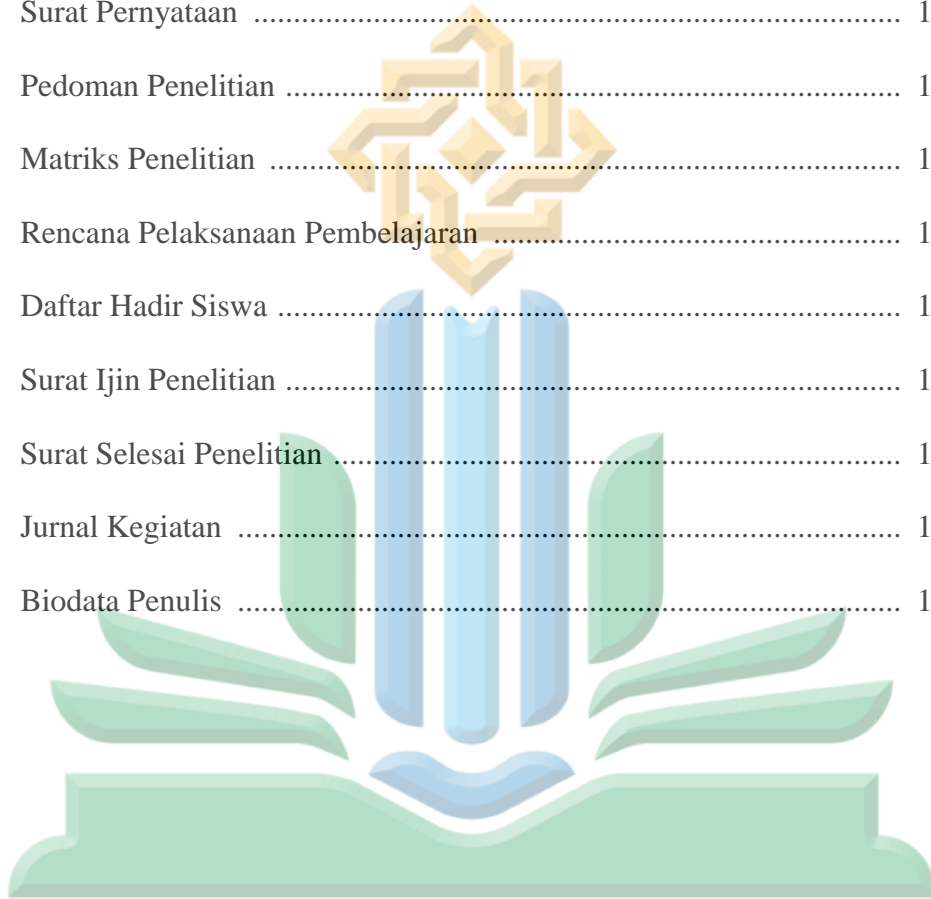 Surat Pernyataan ................................................................................ 1
Pedoman Penelitian ............................................................................ 1
Matriks Penelitian .............................................................................. 1
Rencana Pelaksanaan Pembelajaran .................................................. 1
Daftar Hadir Siswa ............................................................................. 1
Surat Ijin Penelitian ............................................................................ 1
Surat Selesai Penelitian ...................................................................... 1
Jurnal Kegiatan .................................................................................. 1
Biodata Penulis .................................................................................. 1